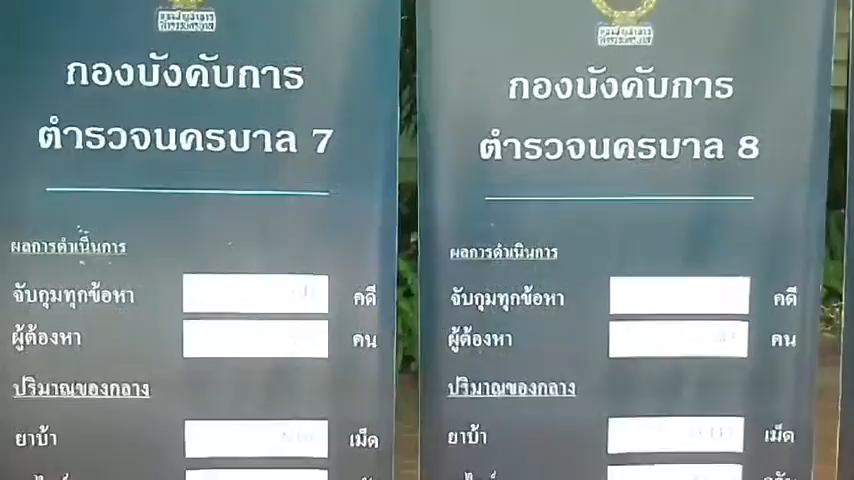 กองบังคับการ
ตำรวจนครบาล 7
ผลการดำเนินการ
จับกุมทุกข้อหา คดี
ผู้ต้องหา คน
ปริมาณของกลาง
ยาบ้า เม็ด
กองบังคับการ
ตำรวจนครบาล 8
ผลการดำเนินการ
จับกุมทุกข้อหา คดี
ผู้ต้องหา คน
ปริมาณของกลาง
ยาบ้า เม็ด